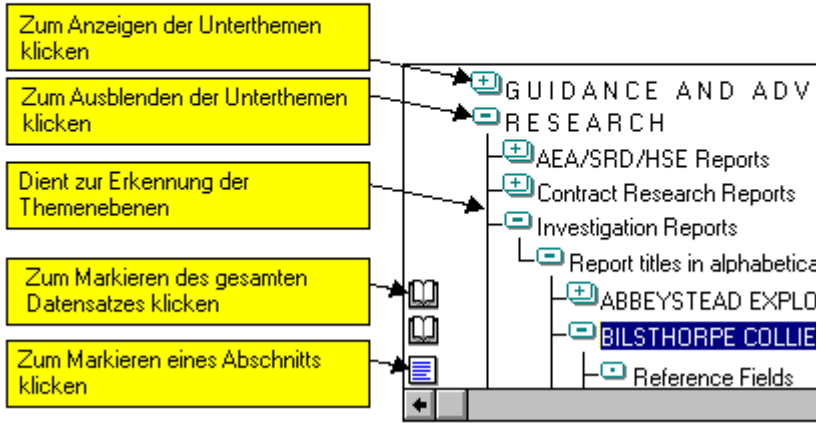 Zum Anzeigen der Unterthemen
klicken
Zum Ausblenden der Unterthemen
klicken
Dient zur Erkennung der
Themenebenen
Zum Markieren des gesamten
Datensatzes klicken
Zum Markieren eines Abschnitts
klicken
GUIDANCE AND ADV
RESEARCH
AEA/SRD/HSE Reports
Contract Research Reports
Investigation Reports
Report titles in alphabetica
ABBEYSTEAD EXPLO
BILSTHORPE COLLIE
Reference Fields